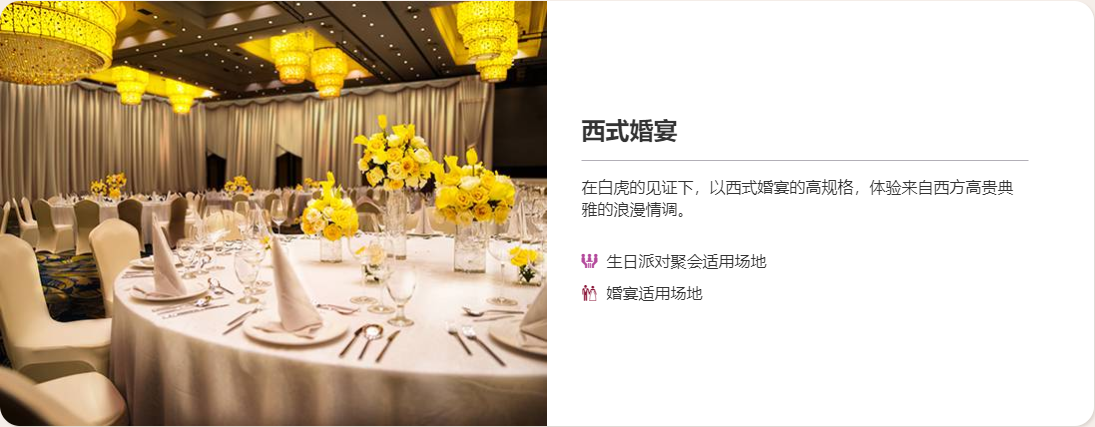 西式婚宴
在白虎的见证下，以西式婚宴的高规格，体验来自西方高贵典
雅的浪漫情调。
生日派对聚会适用场地
婚宴适用场地